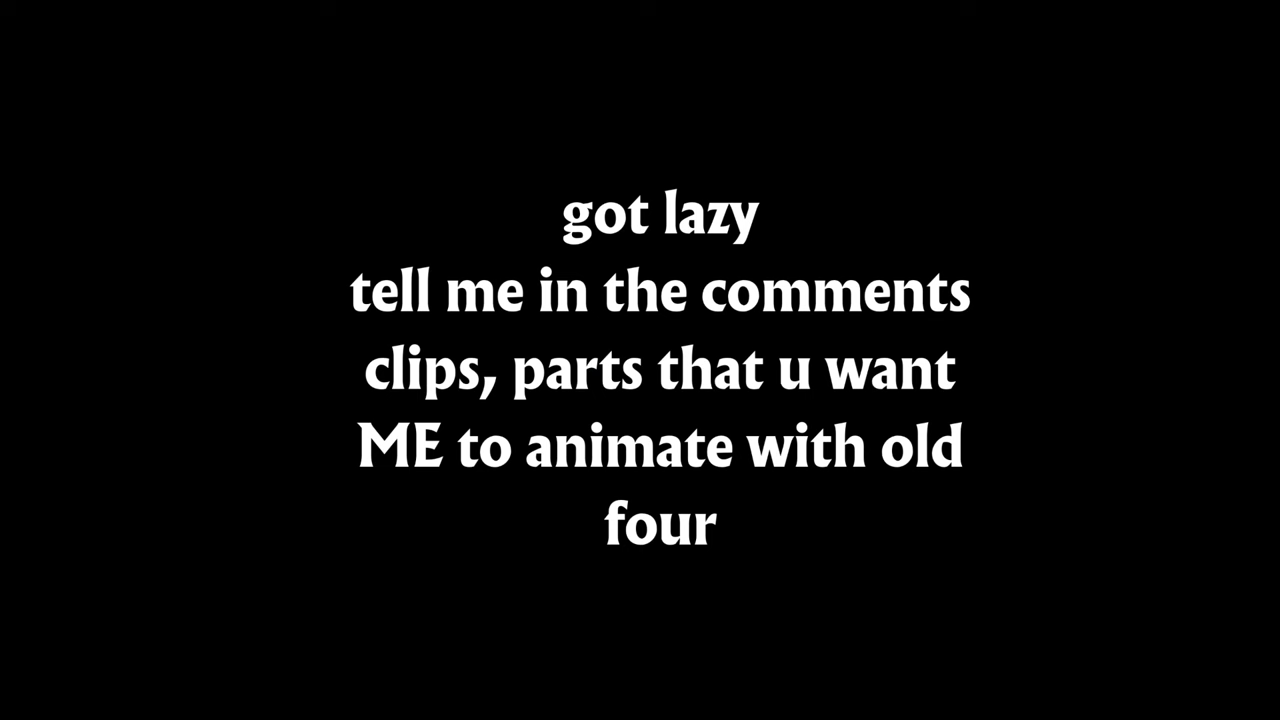 got lazy
tell me in the comments
clips, parts that u want
ME to animate with old
four